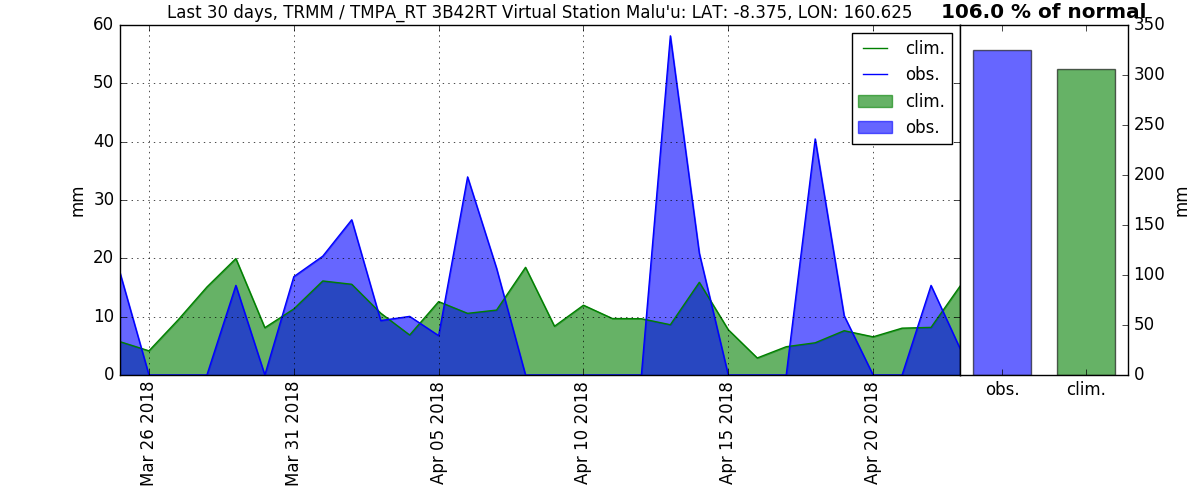 Last 30 days, TRMM / TMPA_RT 3B42RT Virtual Station Malu'u: LAT: -8.375, LON: 160.625
106.0 % of normal
60
50
40
30
20
10
0
mm
clim.
obs.
clim.
obs.
350
300
250
200
150
100
50
0
mm
Mar 26 2018
Mar 31 2018
Apr 05 2018
Apr 10 2018
Apr 15 2018
Apr 20 2018
obs.
clim.